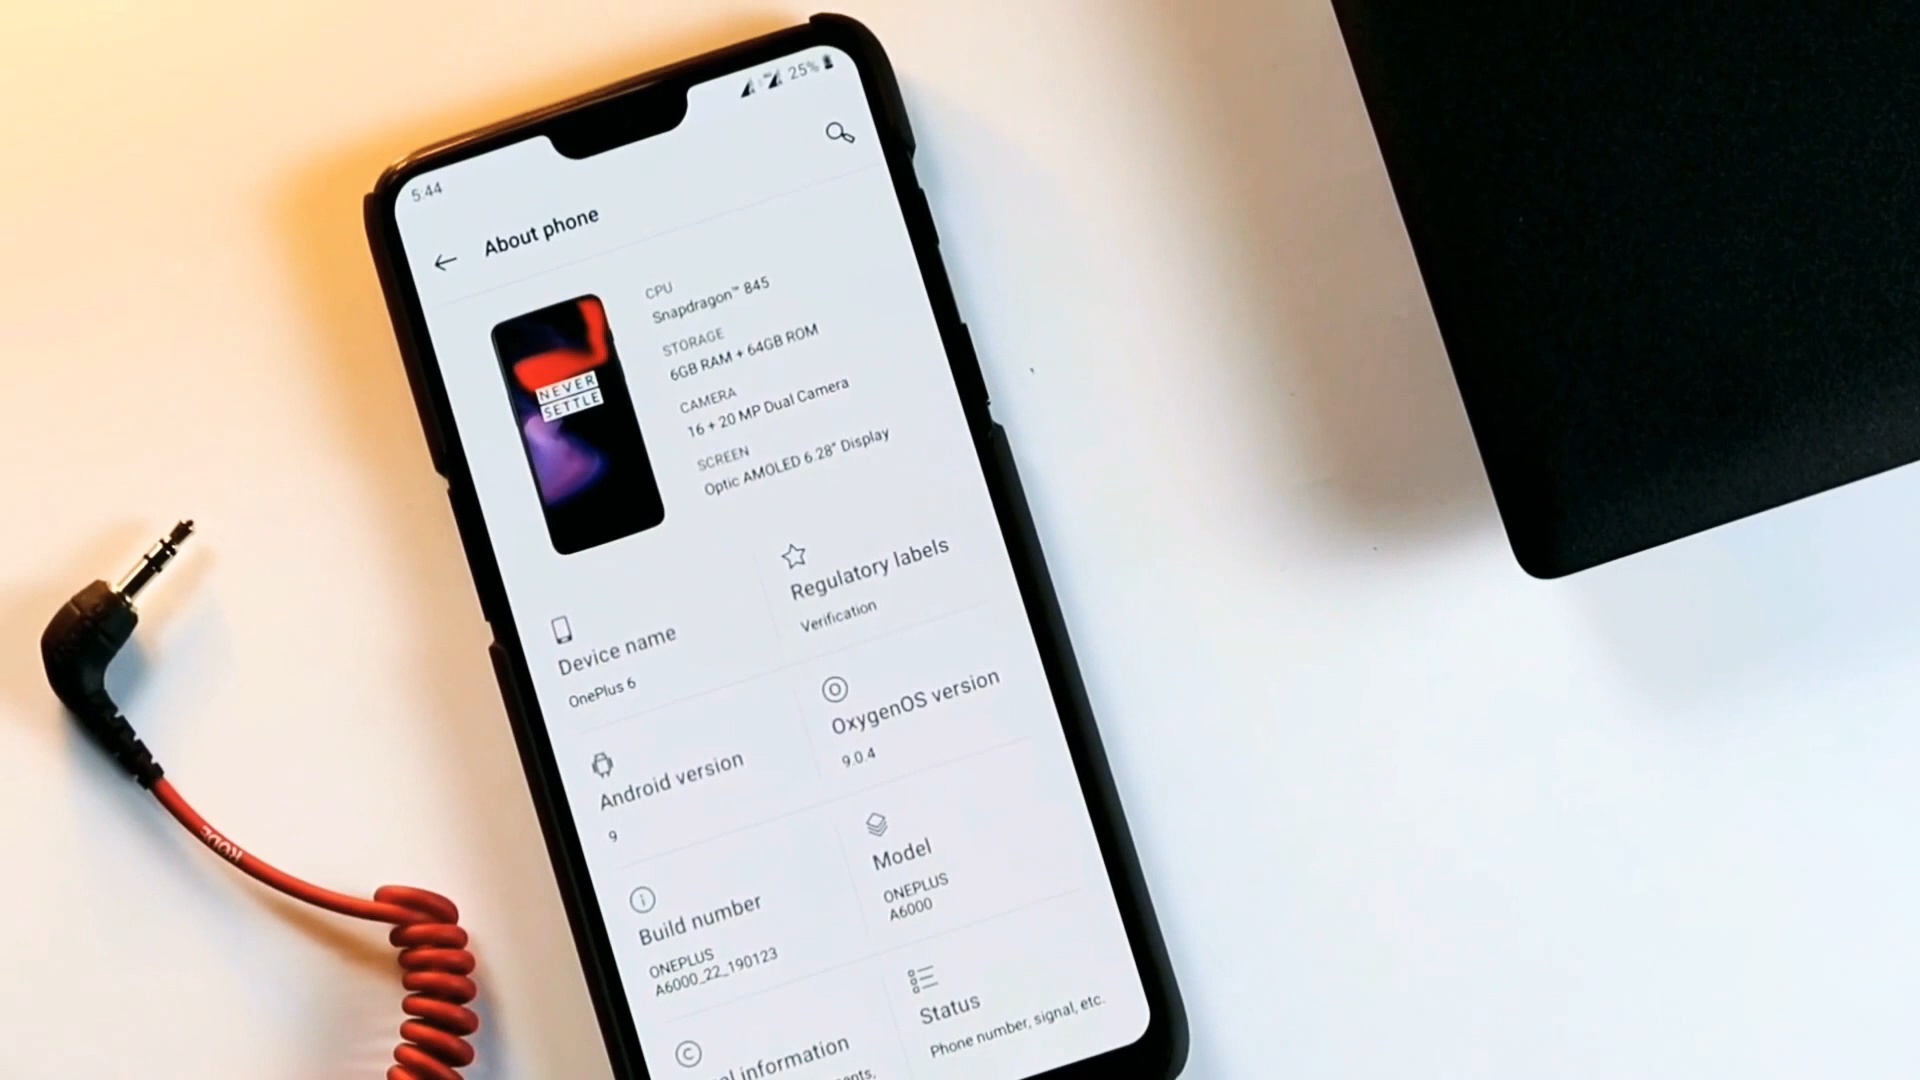 5:44
25%
About phone
CPU
Snapdragon™ 845
STORAGE
6GB RAM + 64GB ROM
CAMERA
16 + 20 MP Dual Camera
SCREEN
Optic AMOLED 6.28" Display
NEVER
SETTLE
Device name
OnePlus 6
Regulatory labels
Verification
Android version
9
OxygenOS version
9.0.4
Build number
ONEPLUS
A6000_22_190123
Model
ONEPLUS
A6000
information
Status
Phone number, signal, etc.
RODE